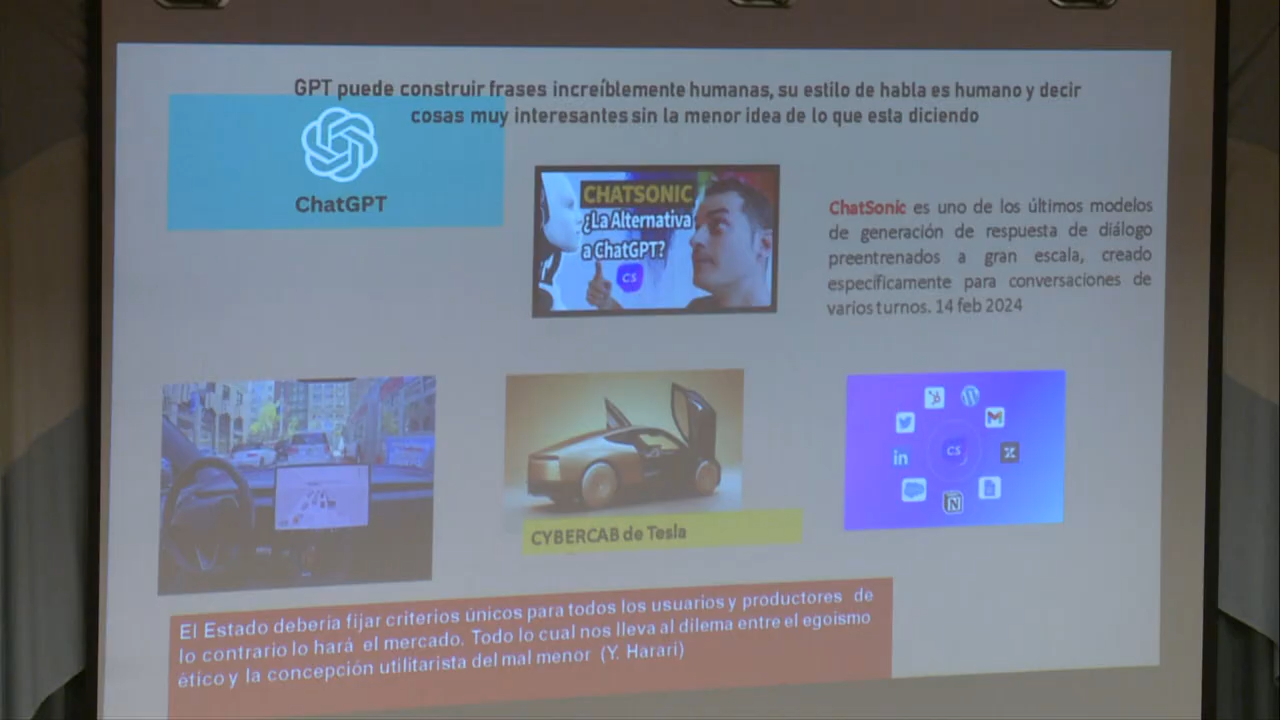 GPT puede construir frases increíblemente humanas, su estilo de habla es humano y decir
cosas muy interesantes sin la menor idea de lo que esta diciendo
ChatGPT
CHATSONIC
¿La Alternativa
a ChatGPT?
CS
ChatSonic es uno de los últimos modelos
de generación de respuesta de diálogo
preentrenados a gran escala, creado
específicamente para conversaciones de
varios turnos. 14 feb 2024
in
CS
CYBERCAB de Tesla
El Estado debería fijar criterios únicos para todos los usuarios y productores de
lo contrario lo hará el mercado. Todo lo cual nos lleva al dilema entre el egoismo
ético y la concepción utilitarista del mal menor (Y. Harari)